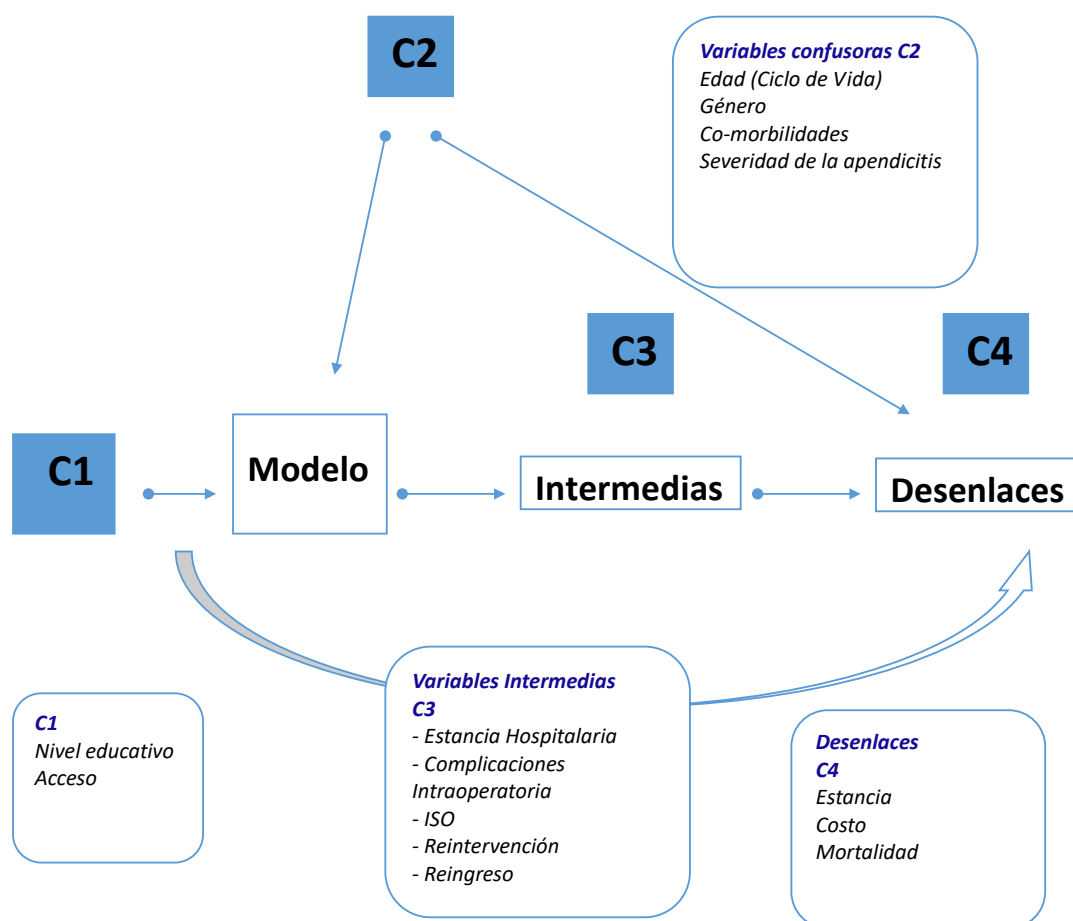 C2
Variables confusoras C2
Edad (Ciclo de Vida)
Género
Co-morbilidades
Severidad de la apendicitis
C3
C4
C1
Modelo
Intermedias
Desenlaces
C1
Nivel educativo
Acceso
Variables Intermedias
C3
- Estancia Hospitalaria
- Complicaciones
Intraoperatoria
- ISO
- Reintervención
- Reingreso
Desenlaces
C4
Estancia
Costo
Mortalidad